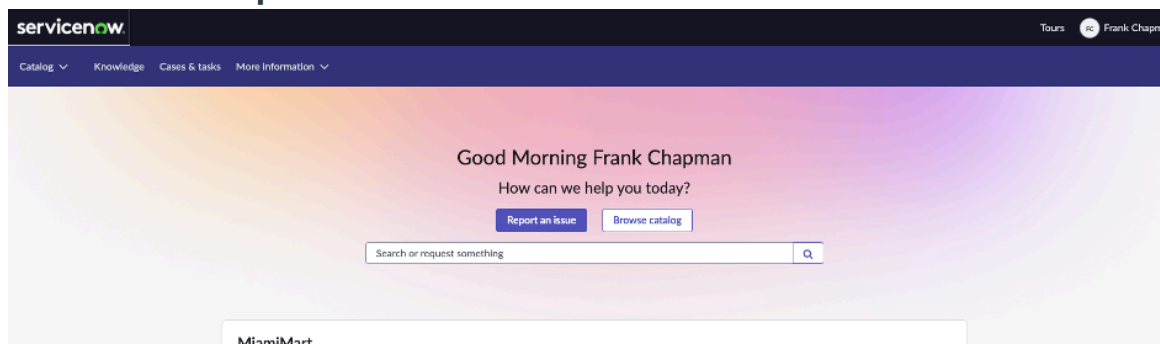 servicenow.
Tours FC Frank Chapm
Catalog Knowledge Cases & tasks More information
Good Morning Frank Chapman
How can we help you today?
Report an issue Browse catalog
Search or request something
MiamiMart